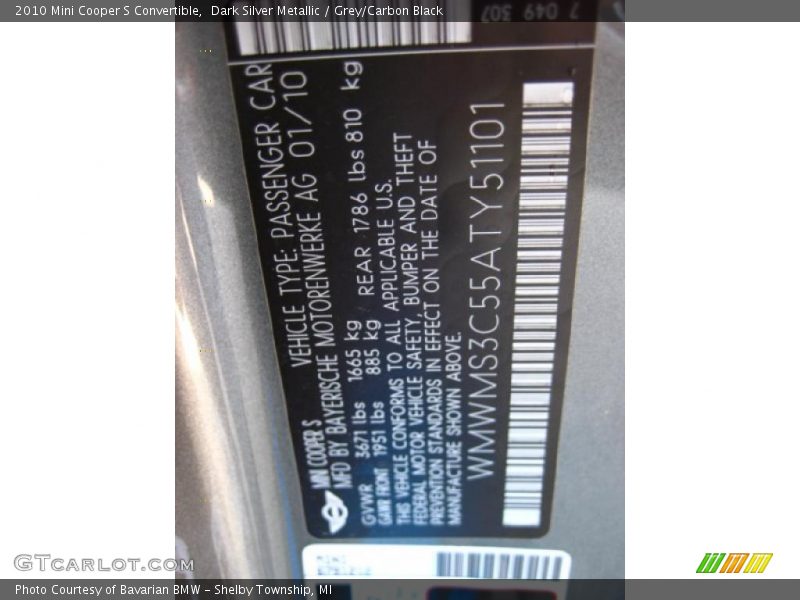 2010 Mini Cooper S Convertible,  Dark Silver Metallic / Grey/Carbon Black
7 049 307
MINI COOPER S VEHICLE TYPE: PASSENGER CAR
MFD BY BAYERISCHE MOTORENWERKE AG 01/10
GVWR 3671 lbs 1665 kg
GAWR FRONT 1951 lbs 885 kg REAR 1786 lbs 810 kg
THIS VEHICLE CONFORMS TO ALL APPLICABLE U.S.
FEDERAL MOTOR VEHICLE SAFETY, BUMPER AND THEFT
PREVENTION STANDARDS IN EFFECT ON THE DATE OF
MANUFACTURE SHOWN ABOVE.
WMWMS3C55ATY51101
GTCarLot.com
Photo Courtesy of Bavarian BMW – Shelby Township, MI